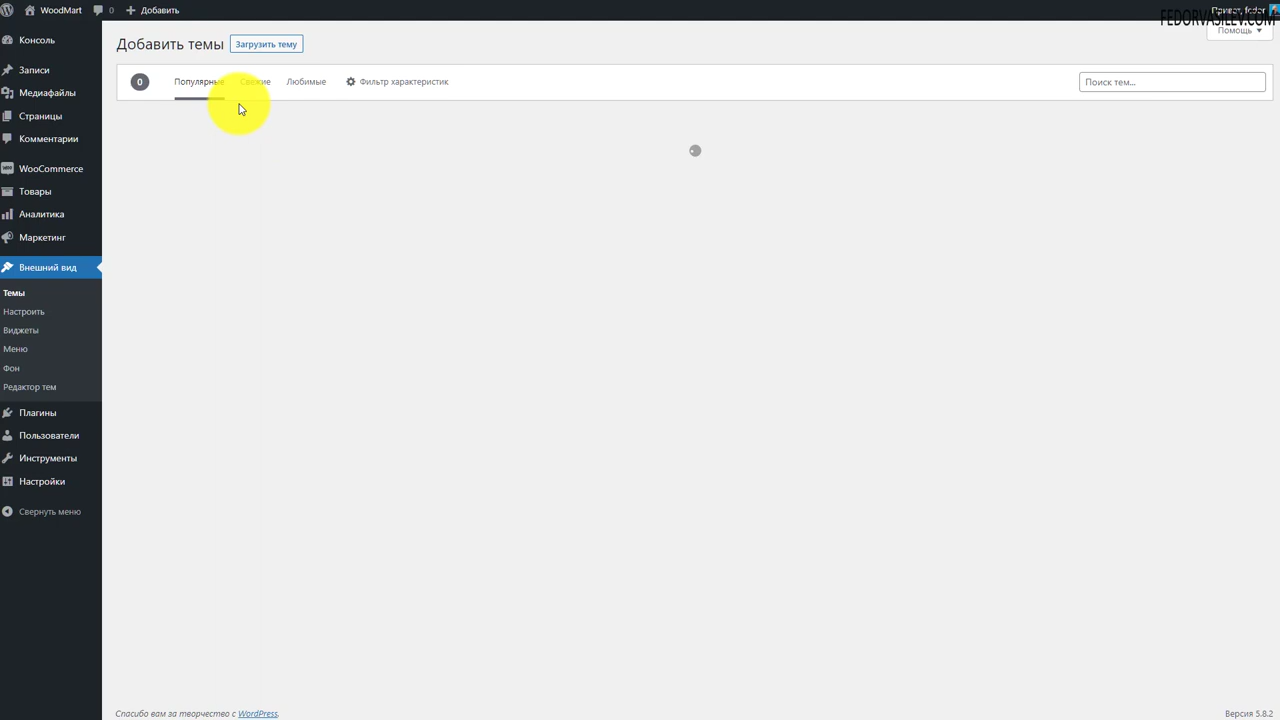 WoodMart
0
Добавить
Привет, fedor
FEDORVASILEV.COM
Помощь
Консоль
Записи
Медиафайлы
Страницы
Комментарии
WooCommerce
Товары
Аналитика
Маркетинг
Внешний вид
Темы
Настроить
Виджеты
Меню
Фон
Редактор тем
Плагины
Пользователи
Инструменты
Настройки
Свернуть меню
Добавить темы
Загрузить тему
0
Популярные
Свежие
Любимые
Фильтр характеристик
Поиск тем...
Спасибо вам за творчество с WordPress.
Версия 5.8.2